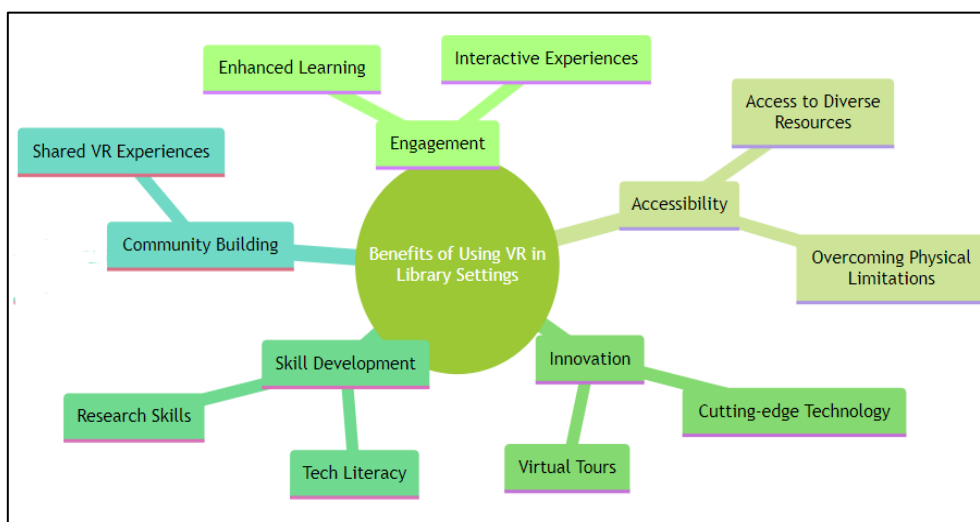 Enhanced Learning
Interactive Experiences
Engagement
Access to Diverse
Resources
Shared VR Experiences
Accessibility
Community Building
Benefits of Using VR in
Library Settings
Overcoming Physical
Limitations
Skill Development
Innovation
Research Skills
Cutting-edge Technology
Tech Literacy
Virtual Tours